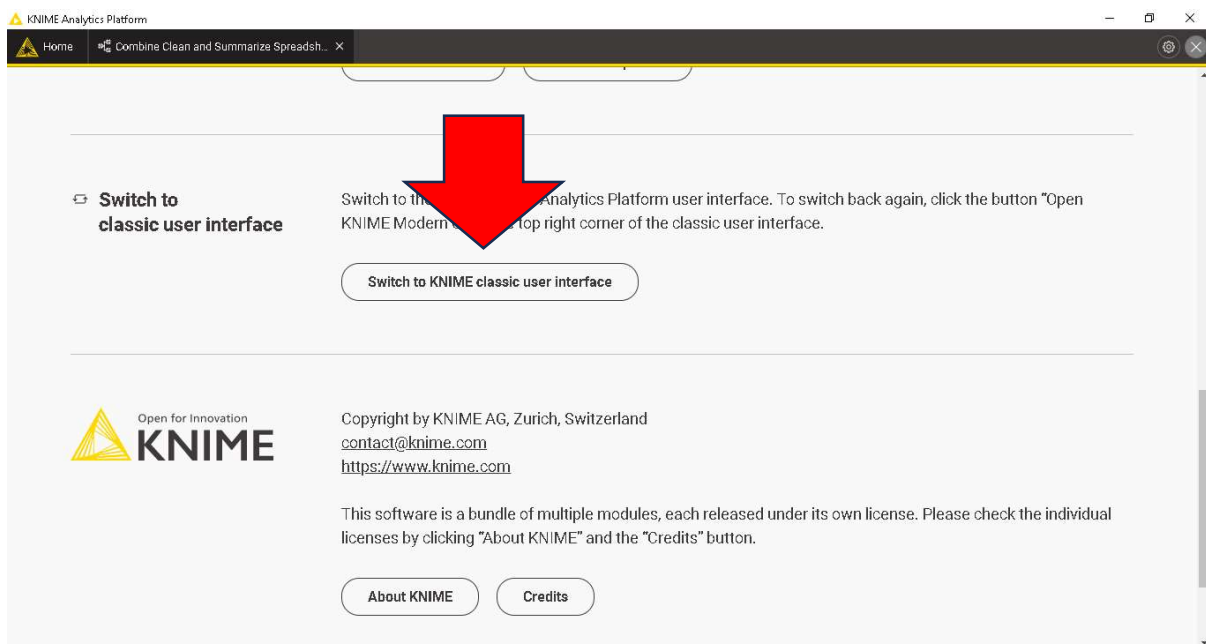 KNIME Analytics Platform
Home
Combine Clean and Summarize Spreadsh...
Switch to
classic user interface
Switch to th Analytics Platform user interface. To switch back again, click the button "Open
KNIME Modern top right corner of the classic user interface.
Switch to KNIME classic user interface
Open for Innovation
KNIME
Copyright by KNIME AG, Zurich, Switzerland
contact@knime.com
https://www.knime.com
This software is a bundle of multiple modules, each released under its own license. Please check the individual
licenses by clicking "About KNIME" and the "Credits" button.
About KNIME
Credits